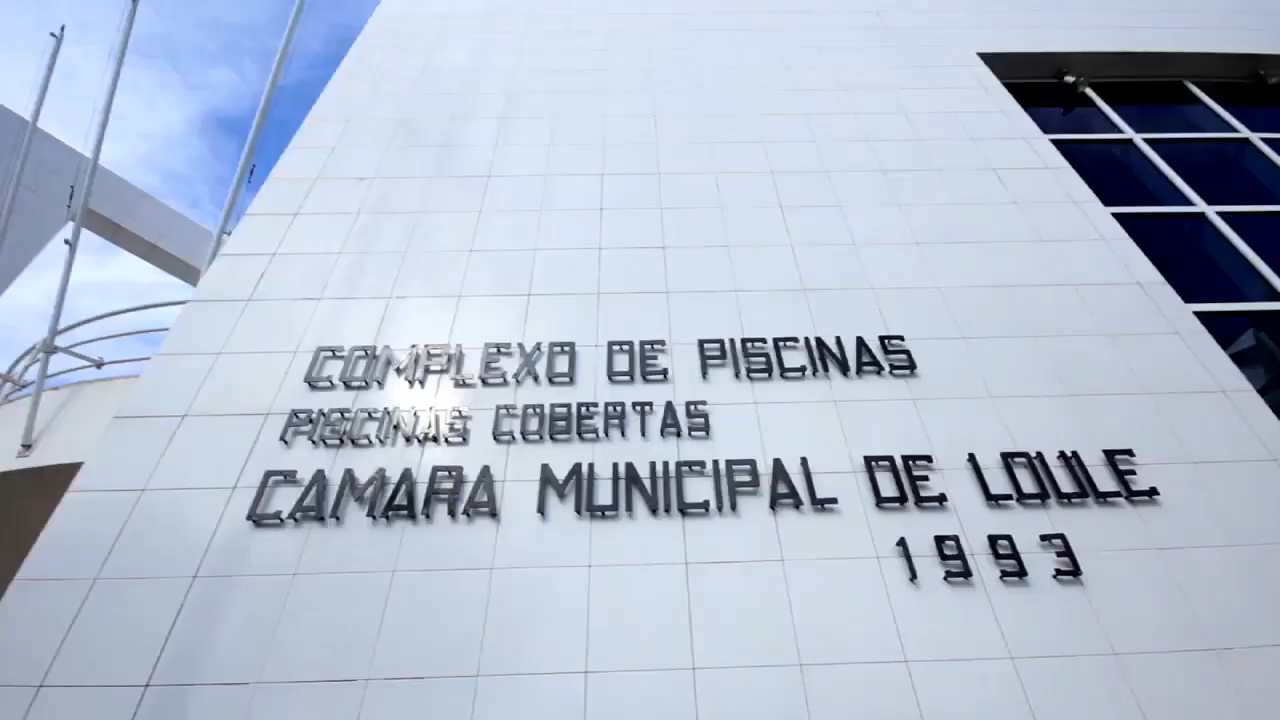 COMPLEXO DE PISCINAS
PISCINAS COBERTAS
CAMARA MUNICIPAL DE LOULE
1993